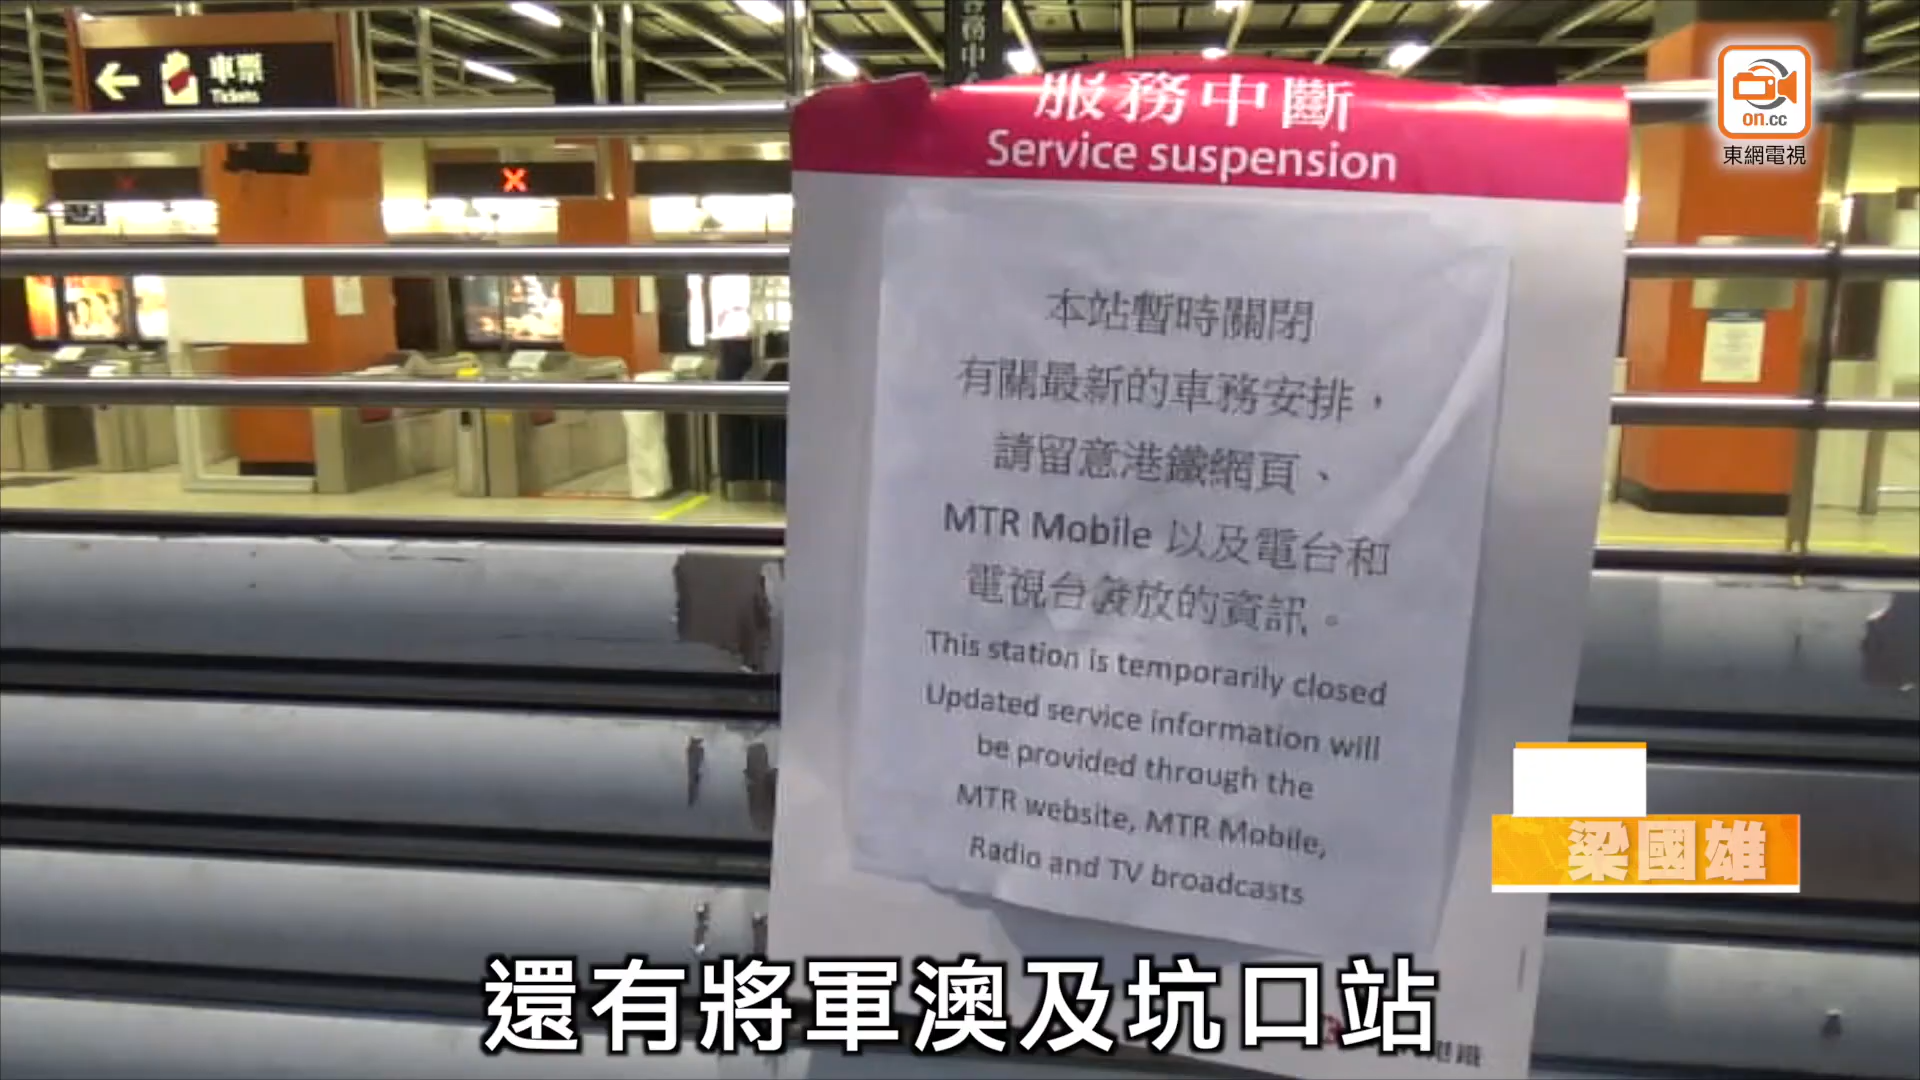 車票
Tickets
服務中斷
Service suspension
on.cc
東網電視
本站暫時關閉
有關最新的車務安排，
請留意港鐵網頁、
MTR Mobile 以及電台和
電視台發放的資訊。
This station is temporarily closed
Updated service information will
be provided through the
MTR website, MTR Mobile,
Radio and TV broadcasts
梁國雄
還有將軍澳及坑口站